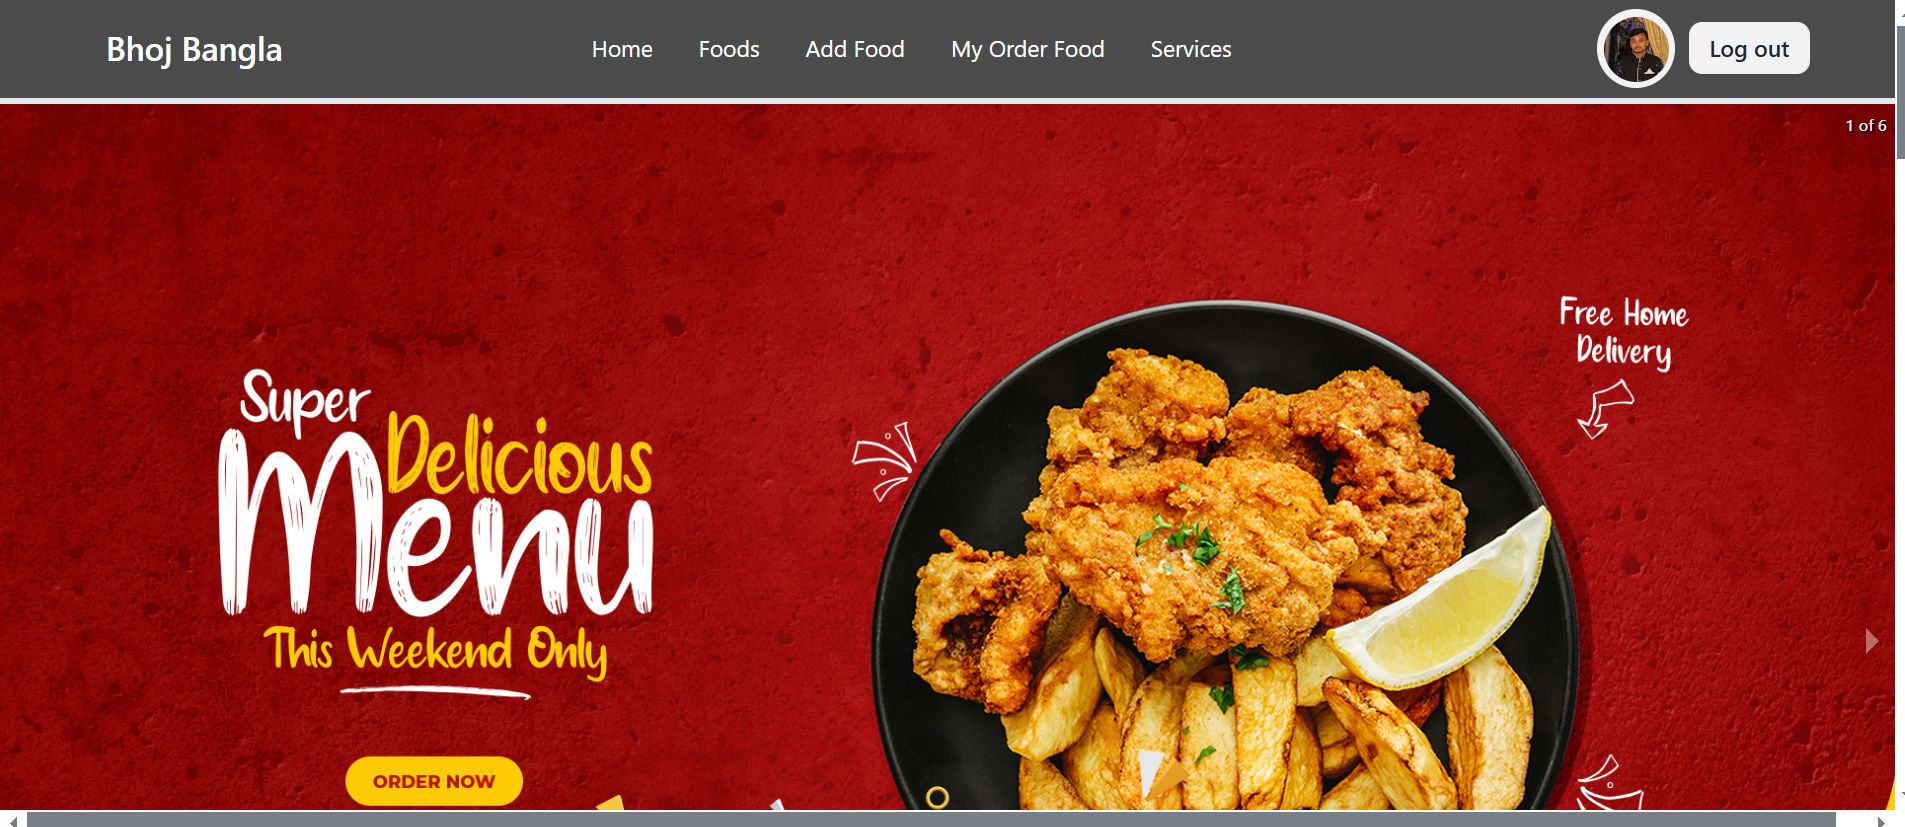 Bhoj Bangla
Home
Foods
Add Food
My Order Food
Services
Log out
1 of 6
Free Home
Delivery
Super
Delicious
Menu
This Weekend Only
ORDER NOW